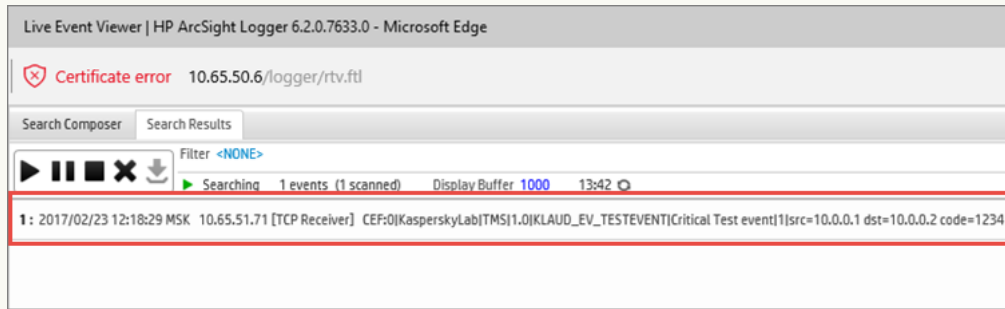 Live Event Viewer | HP ArcSight Logger 6.2.0.7633.0 - Microsoft Edge
Certificate error 10.65.50.6/logger/rtv.ftl
Search Composer Search Results
Filter <NONE>
Searching 1 events (1 scanned) Display Buffer 1000 13:42
1 : 2017/02/23 12:18:29 MSK 10.65.51.71 [TCP Receiver] CEF:0|KasperskyLab|TMS|1.0|KLAUD_EV_TESTEVENT|Critical Test event|1|src=10.0.0.1 dst=10.0.0.2 code=1234